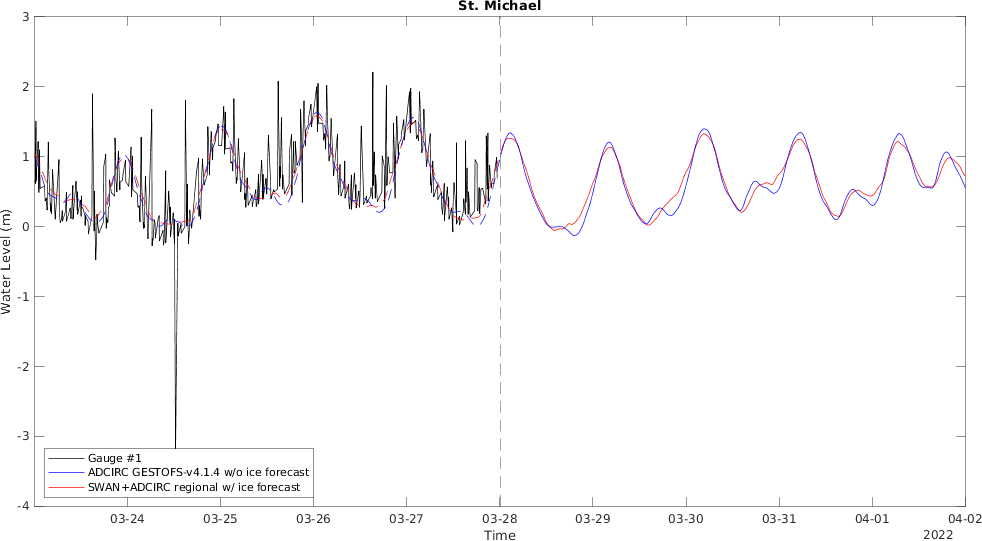 St. Michael
3
2
1
0
-1
-2
-3
-4
Water Level (m)
Gauge #1
ADCIRC GESTOFS-v4.1.4 w/o ice forecast
SWAN+ADCIRC regional w/ ice forecast
03-24 03-25 03-26 03-27 03-28 03-29 03-30 03-31 04-01 04-02
Time
2022